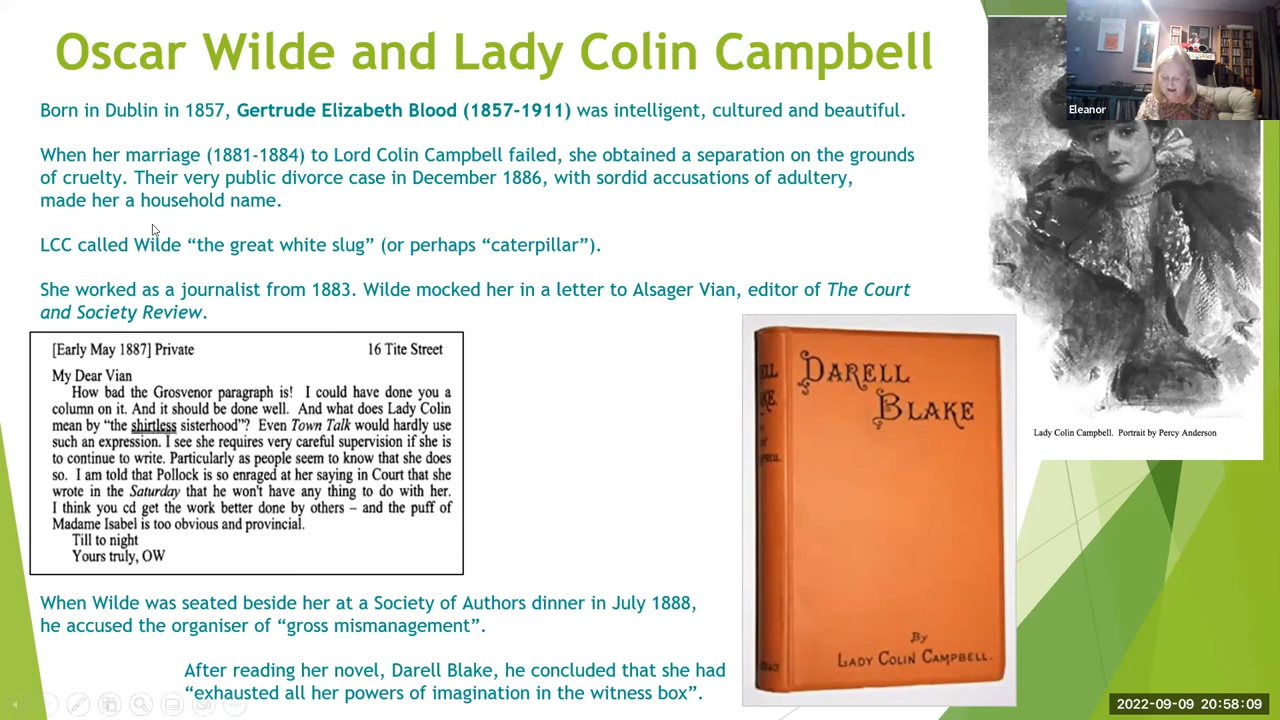 Oscar Wilde and Lady Colin Campbell
Born in Dublin in 1857, Gertrude Elizabeth Blood (1857-1911) was intelligent, cultured and beautiful.
When her marriage (1881-1884) to Lord Colin Campbell failed, she obtained a separation on the grounds
of cruelty. Their very public divorce case in December 1886, with sordid accusations of adultery,
made her a household name.
LCC called Wilde “the great white slug” (or perhaps “caterpillar”).
She worked as a journalist from 1883. Wilde mocked her in a letter to Alsager Vian, editor of The Court
and Society Review.
[Early May 1887] Private 16 Tite Street
My Dear Vian
How bad the Grosvenor paragraph is! I could have done you a
column on it. And it should be done well. And what does Lady Colin
mean by “the shirtless sisterhood”? Even Town Talk would hardly use
such an expression. I see she requires very careful supervision if she is
to continue to write. Particularly as people seem to know that she does
so. I am told that Pollock is so enraged at her saying in Court that she
wrote in the Saturday that he won't have any thing to do with her.
I think you cd get the work better done by others – and the puff of
Madame Isabel is too obvious and provincial.
Till to night
Yours truly, OW
When Wilde was seated beside her at a Society of Authors dinner in July 1888,
he accused the organiser of “gross mismanagement”.
After reading her novel, Darell Blake, he concluded that she had
“exhausted all her powers of imagination in the witness box”.
DARELL
BLAKE
By
LADY COLIN CAMPBELL.
Eleanor
Lady Colin Campbell. Portrait by Percy Anderson
2022-09-09 20:58:09